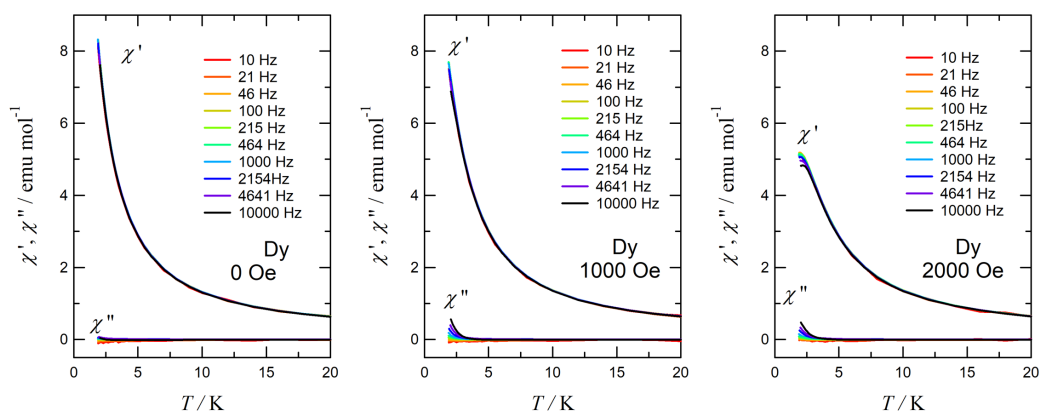 8
6
4
2
0
χ', χ'' / emu mol⁻¹
χ'
10 Hz
21 Hz
46 Hz
100 Hz
215 Hz
464 Hz
1000 Hz
2154Hz
4641 Hz
10000 Hz
Dy
0 Oe
χ''
0 5 10 15 20
T / K
8
6
4
2
0
χ', χ'' / emu mol⁻¹
χ'
10 Hz
21 Hz
46 Hz
100 Hz
215 Hz
464 Hz
1000 Hz
2154 Hz
4641 Hz
10000 Hz
Dy
1000 Oe
χ''
0 5 10 15 20
T / K
8
6
4
2
0
χ', χ'' / emu mol⁻¹
χ'
10 Hz
21 Hz
46 Hz
100 Hz
215Hz
464 Hz
1000 Hz
2154 Hz
4641 Hz
10000 Hz
Dy
2000 Oe
χ''
0 5 10 15 20
T / K